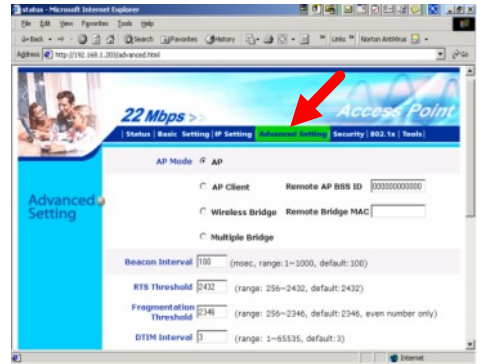 status - Microsoft Internet Explorer
File Edit View Favorites Tools Help
Back Search Favorites History Links Norton AntiVirus
Address http://192.168.1.203/advanced.html Go
22 Mbps >> Access Point
| Status | Basic Setting | IP Setting | Advanced Setting | Security | 802.1x | Tools |
Advanced Setting
AP Mode AP
AP Client Remote AP BSS ID 000000000000
Wireless Bridge Remote Bridge MAC
Multiple Bridge
Beacon Interval 100 (msec, range:1~1000, default:100)
RTS Threshold 2432 (range: 256~2432, default:2432)
Fragmentation Threshold 2346 (range: 256~2346, default:2346, even number only)
DTIM Interval 3 (range: 1~65535, default:3)
Internet